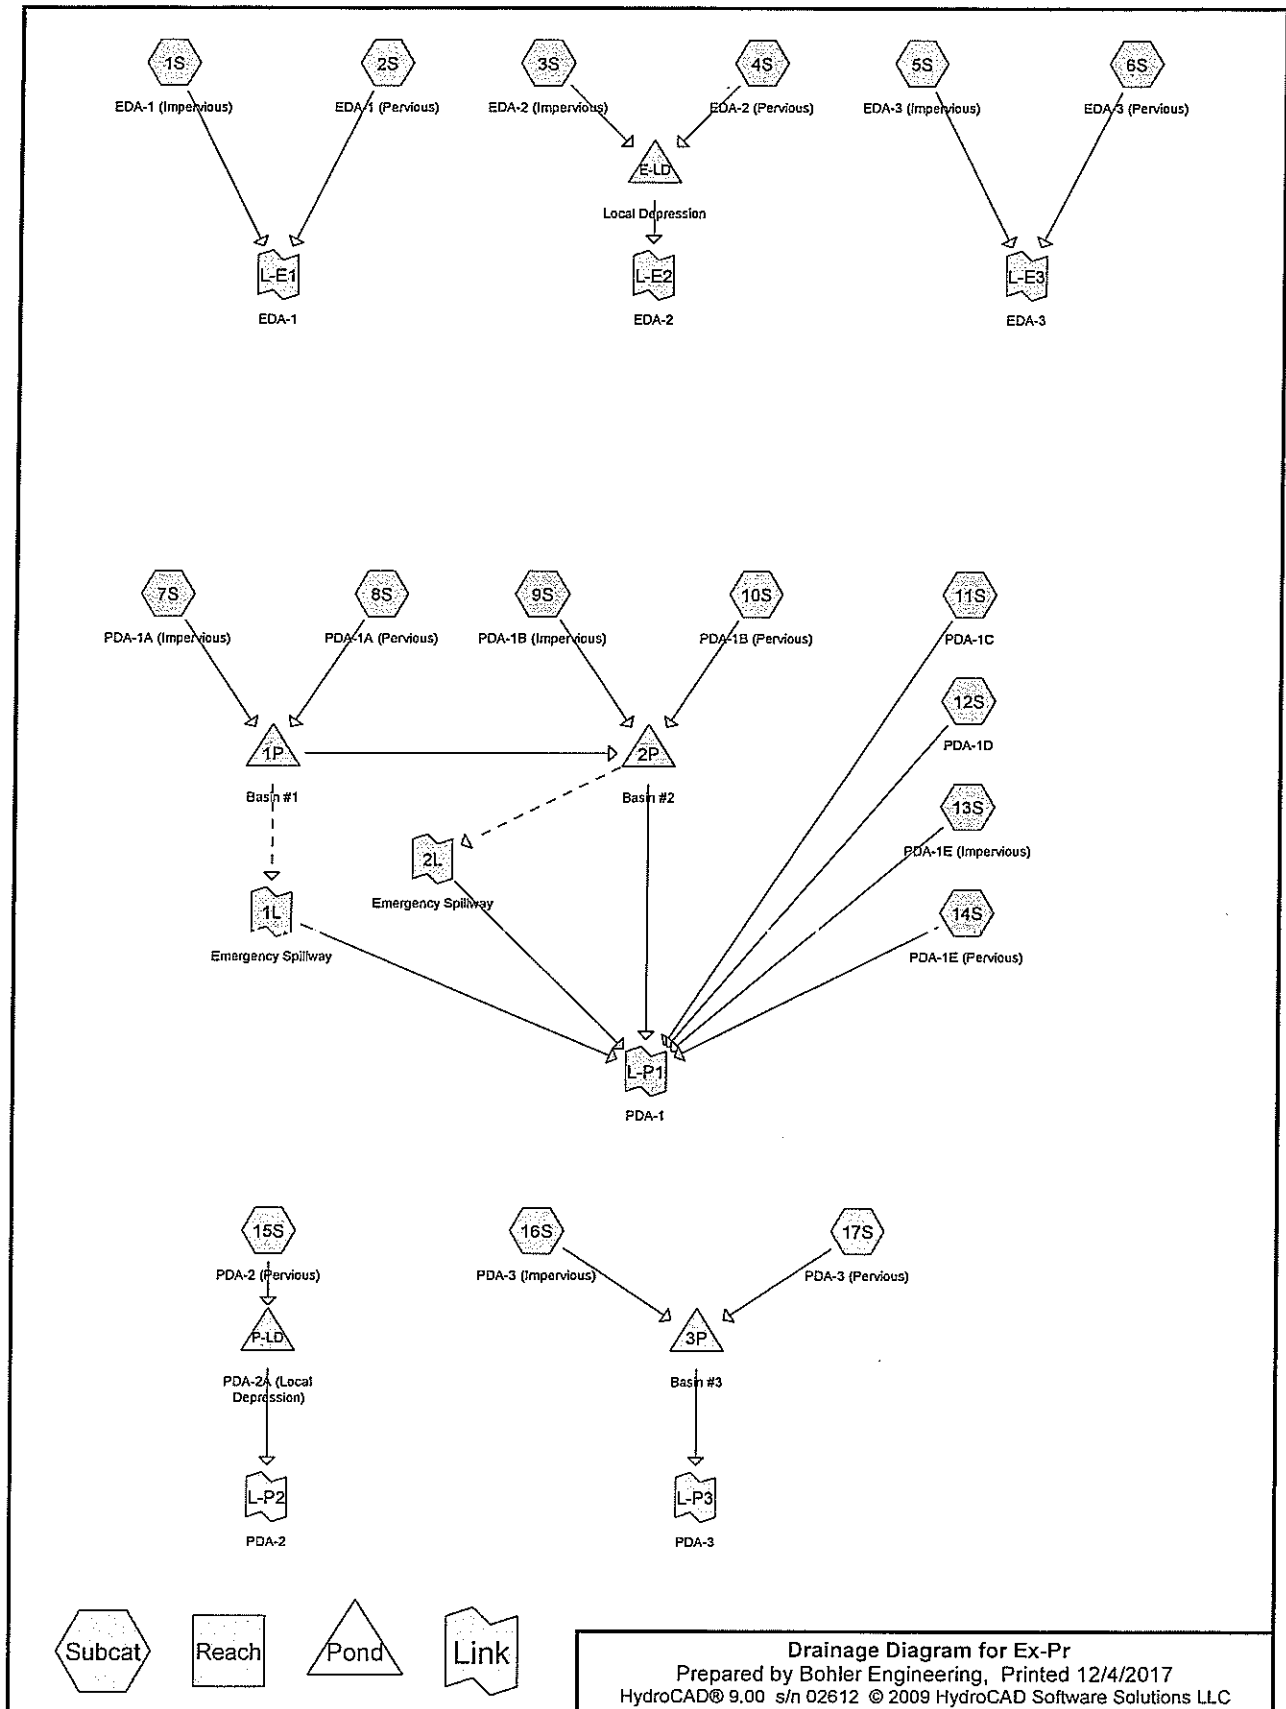 1S
2S
3S
4S
5S
6S
EDA-1 (Impervious)
EDA-1 (Pervious)
EDA-2 (Impervious)
EDA-2 (Pervious)
EDA-3 (Impervious)
EDA-3 (Pervious)
E-LD
Local Depression
L-E1
L-E2
L-E3
EDA-1
EDA-2
EDA-3
7S
8S
9S
10S
11S
PDA-1A (Impervious)
PDA-1A (Pervious)
PDA-1B (Impervious)
PDA-1B (Pervious)
PDA-1C
12S
PDA-1D
1P
2P
Basin #1
Basin #2
13S
PDA-1E (Impervious)
2L
Emergency Spillway
1L
Emergency Spillway
14S
PDA-1E (Pervious)
L-P1
PDA-1
15S
16S
17S
PDA-2 (Pervious)
PDA-3 (Impervious)
PDA-3 (Pervious)
P-LD
3P
PDA-2A (Local
Depression)
Basin #3
L-P2
L-P3
PDA-2
PDA-3
Subcat
Reach
Pond
Link
Drainage Diagram for Ex-Pr
Prepared by Bohler Engineering, Printed 12/4/2017
HydroCAD® 9.00 s/n 02612 © 2009 HydroCAD Software Solutions LLC